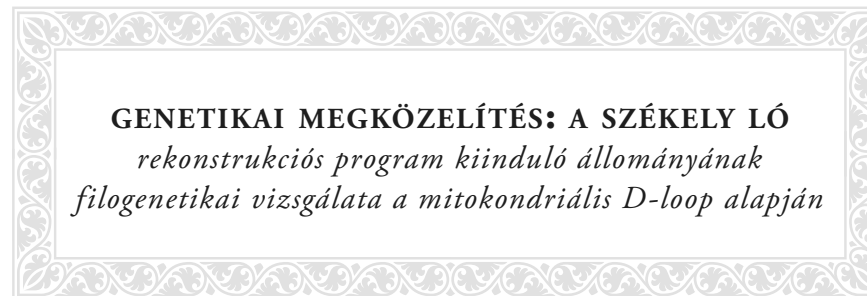 GENETIKAI MEGKÖZELÍTÉS: A SZÉKELY LÓ
rekonstrukciós program kiinduló állományának
filogenetikai vizsgálata a mitokondriális D-loop alapján